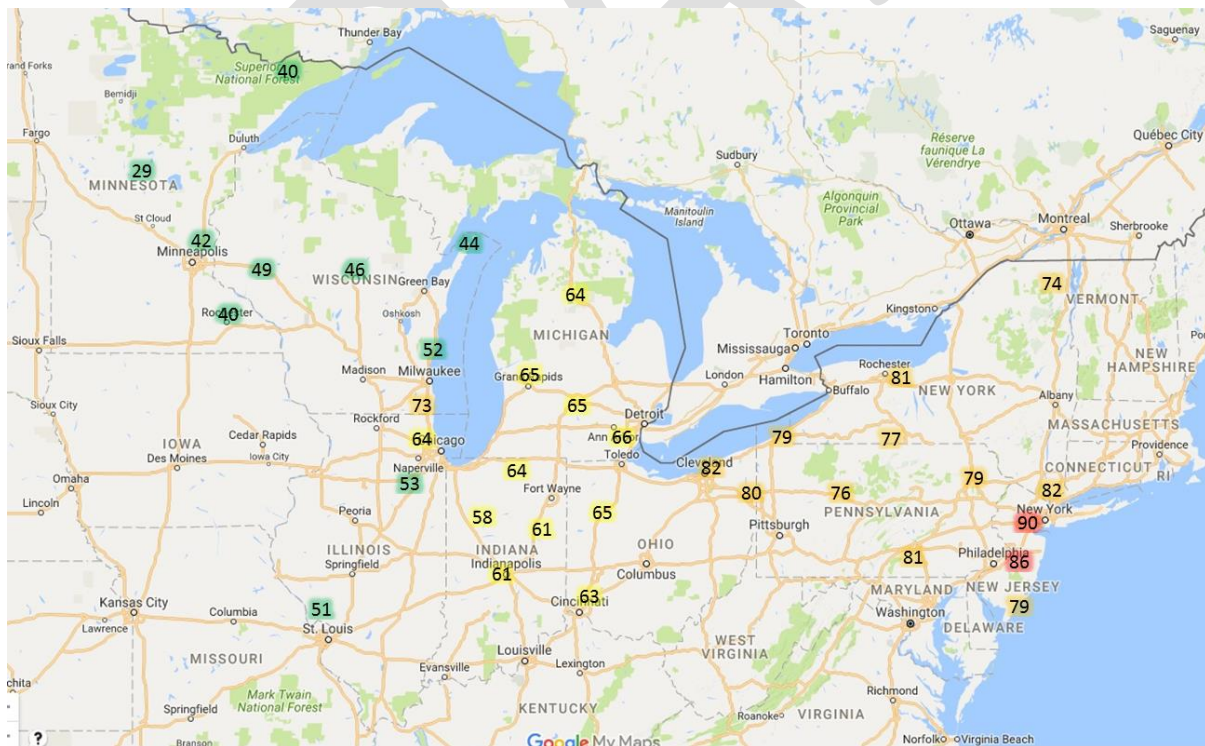 Thunder Bay
Saguenay
Grand Forks
Superior
National Forest
40
Bemidji
Fargo
Duluth
Québec City
Réserve
faunique La
Vérendrye
Sudbury
29
MINNESOTA
Algonquin
Provincial
Park
Manitoulin
Island
St Cloud
Ottawa
Montreal
Sherbrooke
42
Minneapolis
44
49
46
WISCONSIN
Green Bay
64
74
VERMONT
Kingston
Rochester
40
Oshkosh
MICHIGAN
Toronto
Mississauga
Sioux Falls
52
Milwaukee
Madison
65
Grand Rapids
London
Hamilton
Rochester
81
Buffalo
NEW YORK
NEW
HAMPSHIRE
Albany
Sioux City
73
Rockford
65
Detroit
MASSACHUSETTS
IOWA
Cedar Rapids
Iowa City
Des Moines
64
Chicago
Naperville
66
Ann Arbor
Toledo
79
77
Providence
CONNECTICUT
RI
Omaha
53
64
Fort Wayne
Cleveland
82
80
76
79
82
Lincoln
Peoria
58
61
65
Pittsburgh
PENNSYLVANIA
New York
90
ILLINOIS
Springfield
INDIANA
Indianapolis
61
OHIO
Columbus
81
Philadelphia
86
NEW JERSEY
MARYLAND
Kansas City
Lawrence
Columbia
51
St. Louis
63
Cincinnati
Washington
79
DELAWARE
MISSOURI
Evansville
Louisville
Lexington
WEST
VIRGINIA
Richmond
Mark Twain
National Forest
Springfield
KENTUCKY
Roanoke
VIRGINIA
Branson
Google My Maps
Norfolk
Virginia Beach
?